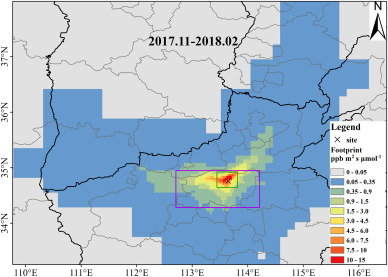 2017.11-2018.02
N
37°N
36°N
35°N
34°N
Legend
× site
Footprint
ppb m² s μmol⁻¹
0 - 0.05
0.05 - 0.35
0.35 - 0.9
0.9 - 1.5
1.5 - 3.0
3.0 - 4.5
4.5 - 6.0
6.0 - 7.5
7.5 - 10
10 - 15
110°E 111°E 112°E 113°E 114°E 115°E 116°E